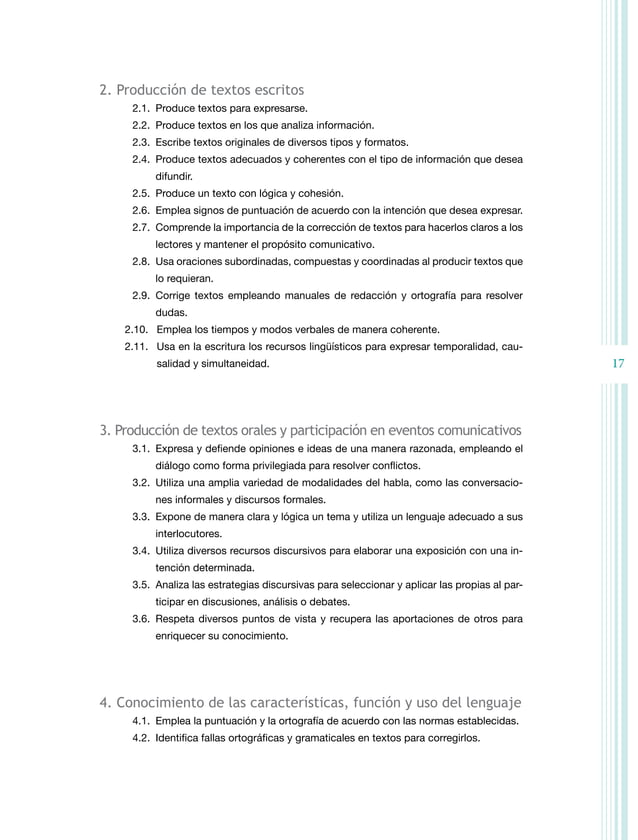 2. Producción de textos escritos
2.1. Produce textos para expresarse.
2.2. Produce textos en los que analiza información.
2.3. Escribe textos originales de diversos tipos y formatos.
2.4. Produce textos adecuados y coherentes con el tipo de información que desea
difundir.
2.5. Produce un texto con lógica y cohesión.
2.6. Emplea signos de puntuación de acuerdo con la intención que desea expresar.
2.7. Comprende la importancia de la corrección de textos para hacerlos claros a los
lectores y mantener el propósito comunicativo.
2.8. Usa oraciones subordinadas, compuestas y coordinadas al producir textos que
lo requieran.
2.9. Corrige textos empleando manuales de redacción y ortografía para resolver
dudas.
2.10. Emplea los tiempos y modos verbales de manera coherente.
2.11. Usa en la escritura los recursos lingüísticos para expresar temporalidad, cau-
salidad y simultaneidad.
17
3. Producción de textos orales y participación en eventos comunicativos
3.1. Expresa y defiende opiniones e ideas de una manera razonada, empleando el
diálogo como forma privilegiada para resolver conflictos.
3.2. Utiliza una amplia variedad de modalidades del habla, como las conversacio-
nes informales y discursos formales.
3.3. Expone de manera clara y lógica un tema y utiliza un lenguaje adecuado a sus
interlocutores.
3.4. Utiliza diversos recursos discursivos para elaborar una exposición con una in-
tención determinada.
3.5. Analiza las estrategias discursivas para seleccionar y aplicar las propias al par-
ticipar en discusiones, análisis o debates.
3.6. Respeta diversos puntos de vista y recupera las aportaciones de otros para
enriquecer su conocimiento.
4. Conocimiento de las características, función y uso del lenguaje
4.1. Emplea la puntuación y la ortografía de acuerdo con las normas establecidas.
4.2. Identifica fallas ortográficas y gramaticales en textos para corregirlos.